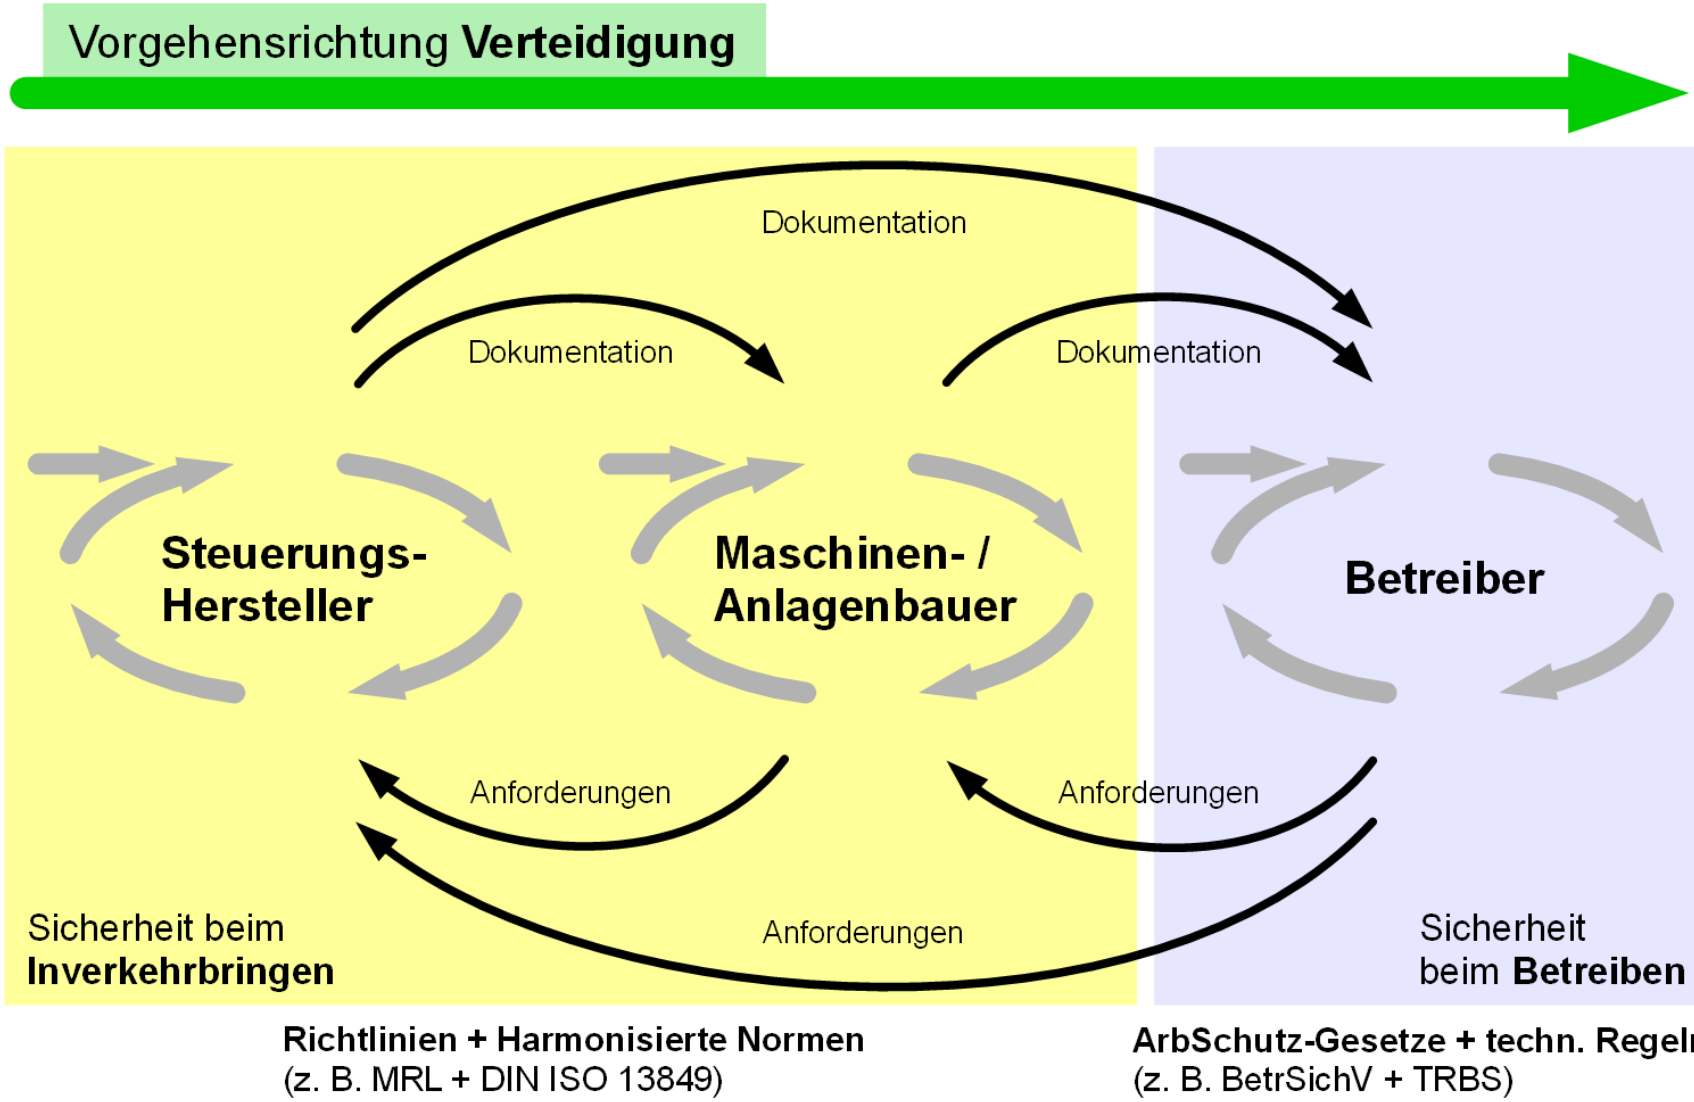 Vorgehensrichtung Verteidigung
Dokumentation
Dokumentation
Dokumentation
Steuerungs-
Hersteller
Maschinen- /
Anlagenbauer
Betreiber
Anforderungen
Anforderungen
Anforderungen
Sicherheit beim
Inverkehrbringen
Sicherheit
beim Betreiben
Richtlinien + Harmonisierte Normen
(z. B. MRL + DIN ISO 13849)
ArbSchutz-Gesetze + techn. Regeln
(z. B. BetrSichV + TRBS)